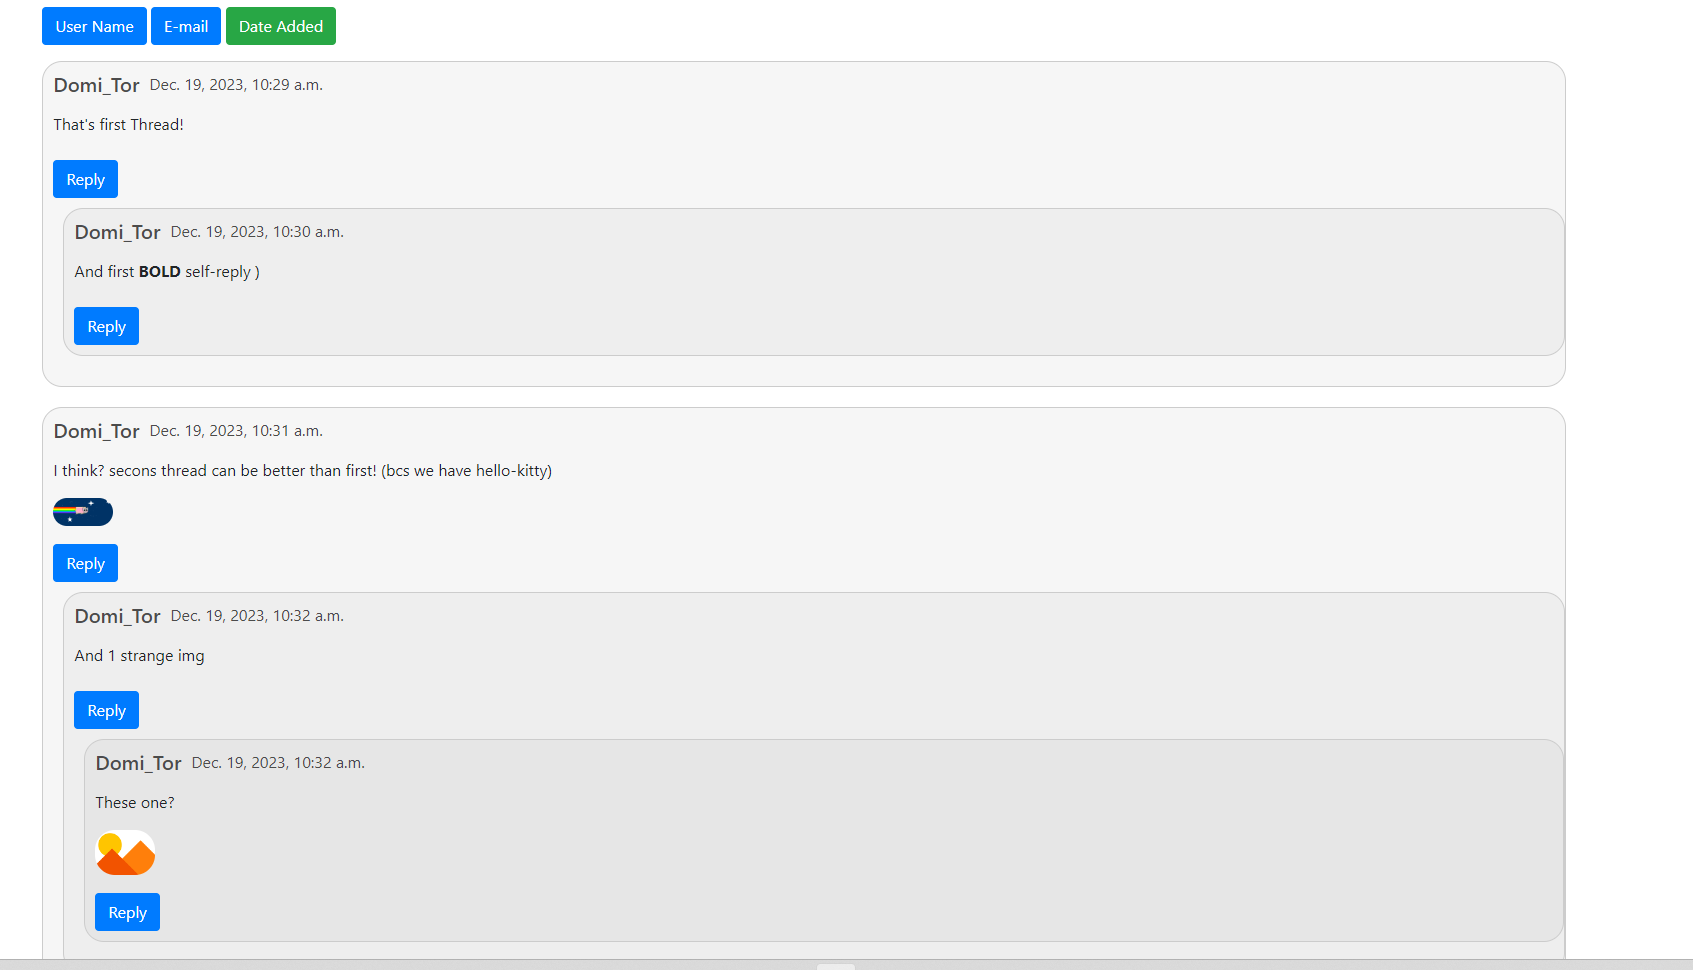 User Name E-mail Date Added
Domi_Tor Dec. 19, 2023, 10:29 a.m.
That's first Thread!
Reply
Domi_Tor Dec. 19, 2023, 10:30 a.m.
And first BOLD self-reply )
Reply
Domi_Tor Dec. 19, 2023, 10:31 a.m.
I think? secons thread can be better than first! (bcs we have hello-kitty)
Reply
Domi_Tor Dec. 19, 2023, 10:32 a.m.
And 1 strange img
Reply
Domi_Tor Dec. 19, 2023, 10:32 a.m.
These one?
Reply